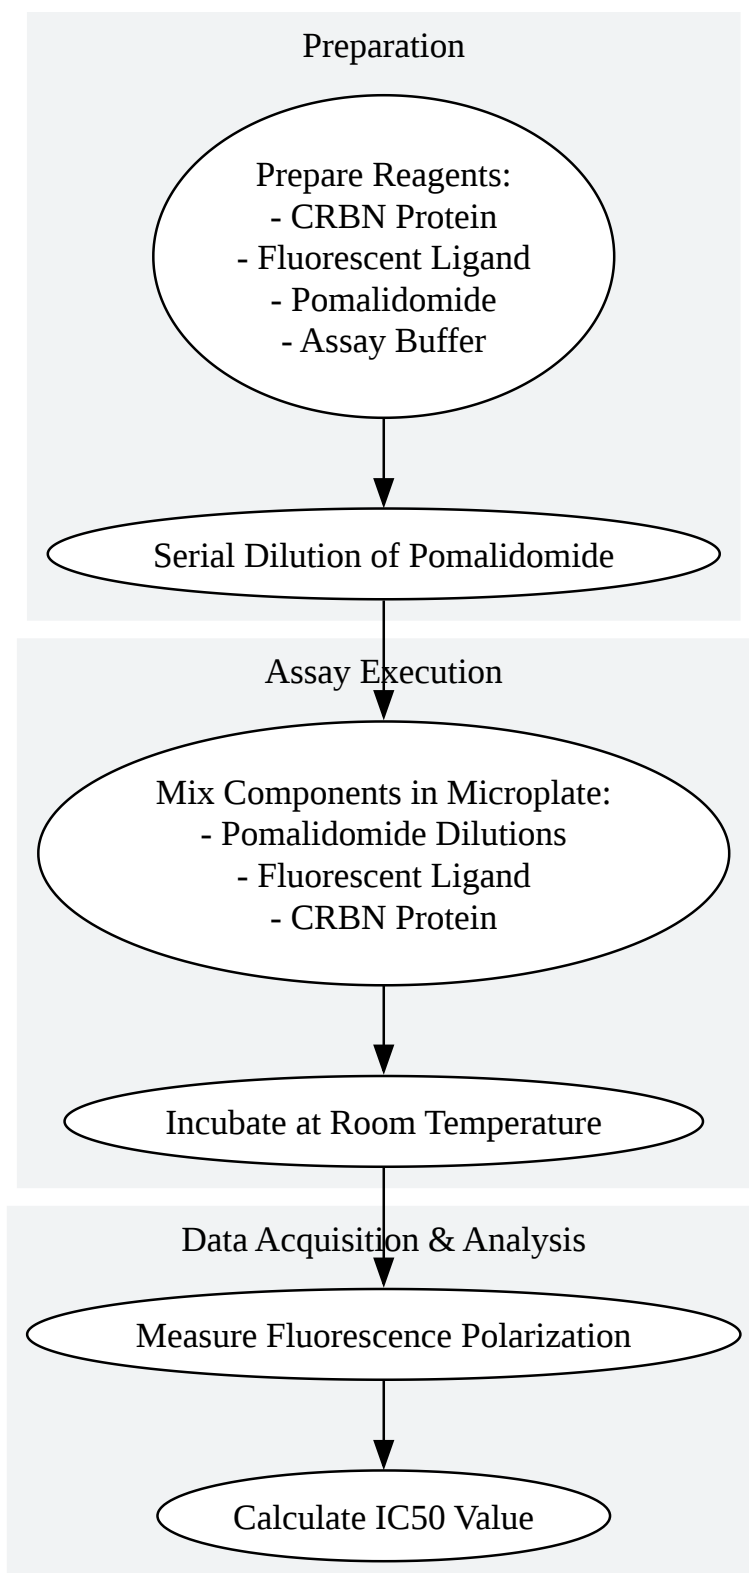 Preparation
Prepare Reagents:
- CRBN Protein
- Fluorescent Ligand
- Pomalidomide
- Assay Buffer
Serial Dilution of Pomalidomide
Assay Execution
Mix Components in Microplate:
- Pomalidomide Dilutions
- Fluorescent Ligand
- CRBN Protein
Incubate at Room Temperature
Data Acquisition & Analysis
Measure Fluorescence Polarization
Calculate IC50 Value